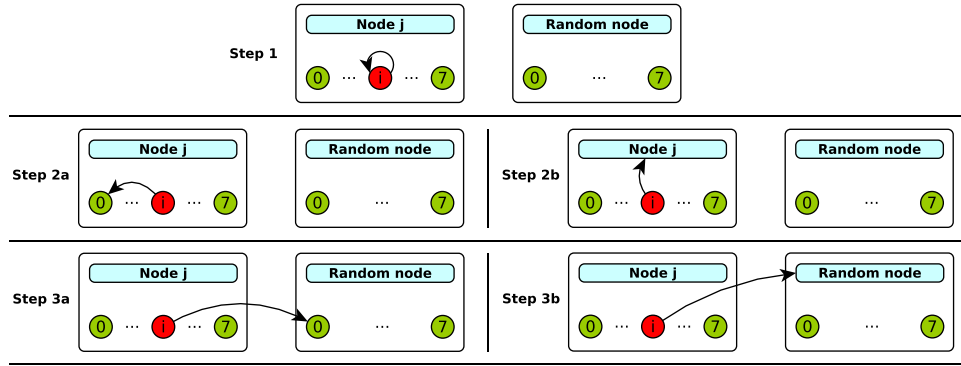 Node j Random node
Step 1
0 ... i ... 7 0 ... 7
Node j Random node Node j Random node
Step 2a Step 2b
0 ... i ... 7 0 ... 7 0 ... i ... 7 0 ... 7
Node j Random node Node j Random node
Step 3a Step 3b
0 ... i ... 7 0 ... 7 0 ... i ... 7 0 ... 7